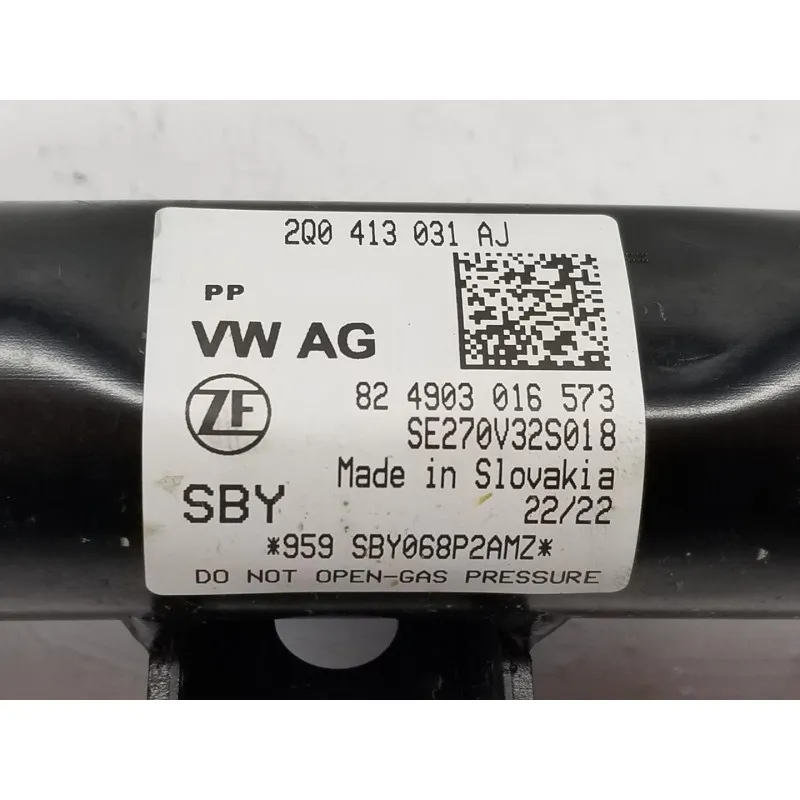 2Q0 413 031 AJ
PP
VW AG
ZF
82 4903 016 573
SE270V32S018
Made in Slovakia
SBY
22/22
*959 SBY068P2AMZ*
DO NOT OPEN-GAS PRESSURE